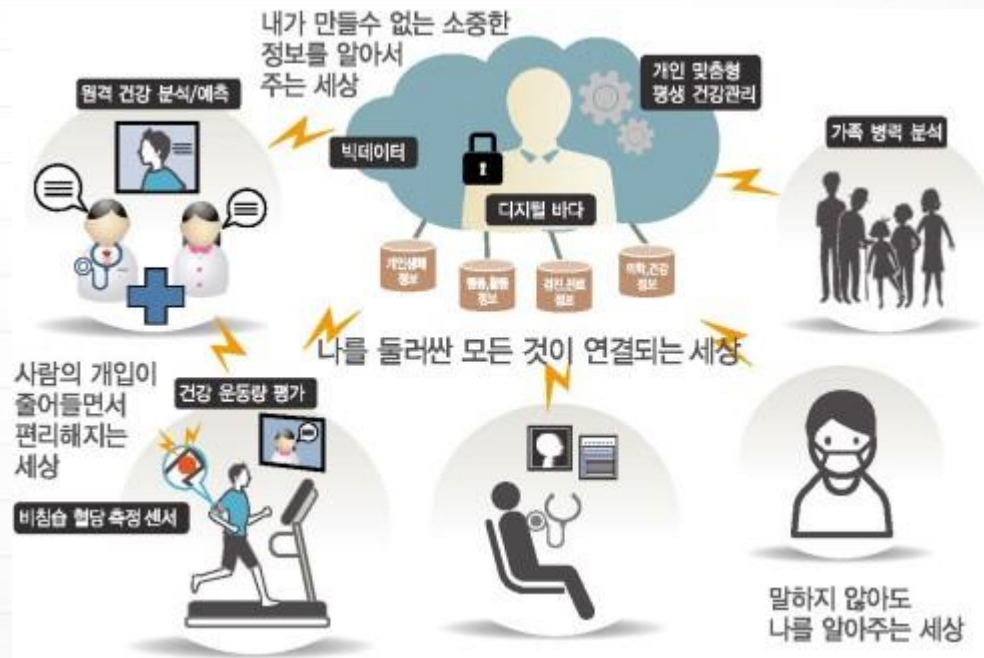 내가 만들수 없는 소중한
정보를 알아서
주는 세상
원격 건강 분식/예측
개인 맞춤형
평생 건강관리
빅데이터
가족 병력 분석
디지털 바다
개인생체
정보
정보
검진,진료
정보
의학,건강
정보
나를 둘러싼 모든 것이 연결되는 세상
사람의 개입이
줄어들면서
편리해지는
세상
건강 운동량 평가
비침습 혈당 측정 센서
말하지 않아도
나를 알아주는 세상